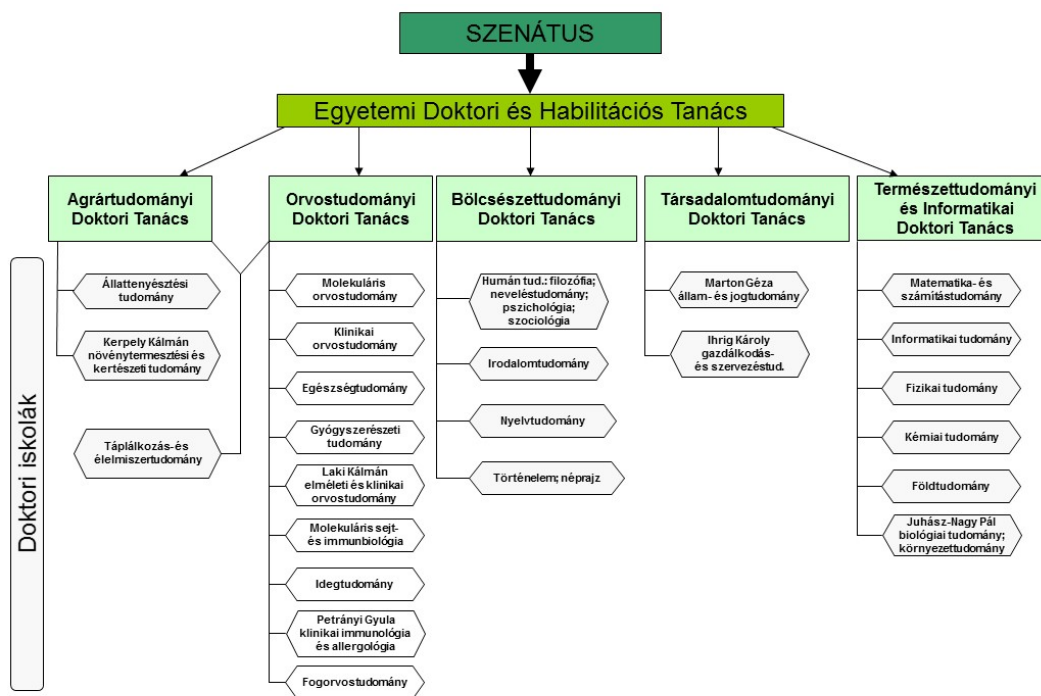 SZENÁTUS
Egyetemi Doktori és Habilitációs Tanács
Agrártudományi
Doktori Tanács
Orvostudományi
Doktori Tanács
Bölcsészettudományi
Doktori Tanács
Társadalomtudományi
Doktori Tanács
Természettudományi
és Informatikai
Doktori Tanács
Doktori iskolák
Állattenyésztési
tudomány
Kerpely Kálmán
növénytermesztési és
kertészeti tudomány
Táplálkozás- és
élelmiszertudomány
Molekuláris
orvostudomány
Klinikai
orvostudomány
Egészségtudomány
Gyógyszerészeti
tudomány
Laki Kálmán
elméleti és klinikai
orvostudomány
Molekuláris sejt-
és immunbiológia
Idegtudomány
Petrányi Gyula
klinikai immunológia
és allergológia
Fogorvostudomány
Humán tud.: filozófia;
neveléstudomány;
pszichológia;
szociológia
Irodalomtudomány
Nyelvtudomány
Történelem; néprajz
Marton Géza
állam- és jogtudomány
Ihrig Károly
gazdálkodás-
és szervezéstud.
Matematika- és
számítástudomány
Informatikai tudomány
Fizikai tudomány
Kémiai tudomány
Földtudomány
Juhász-Nagy Pál
biológiai tudomány;
környezettudomány